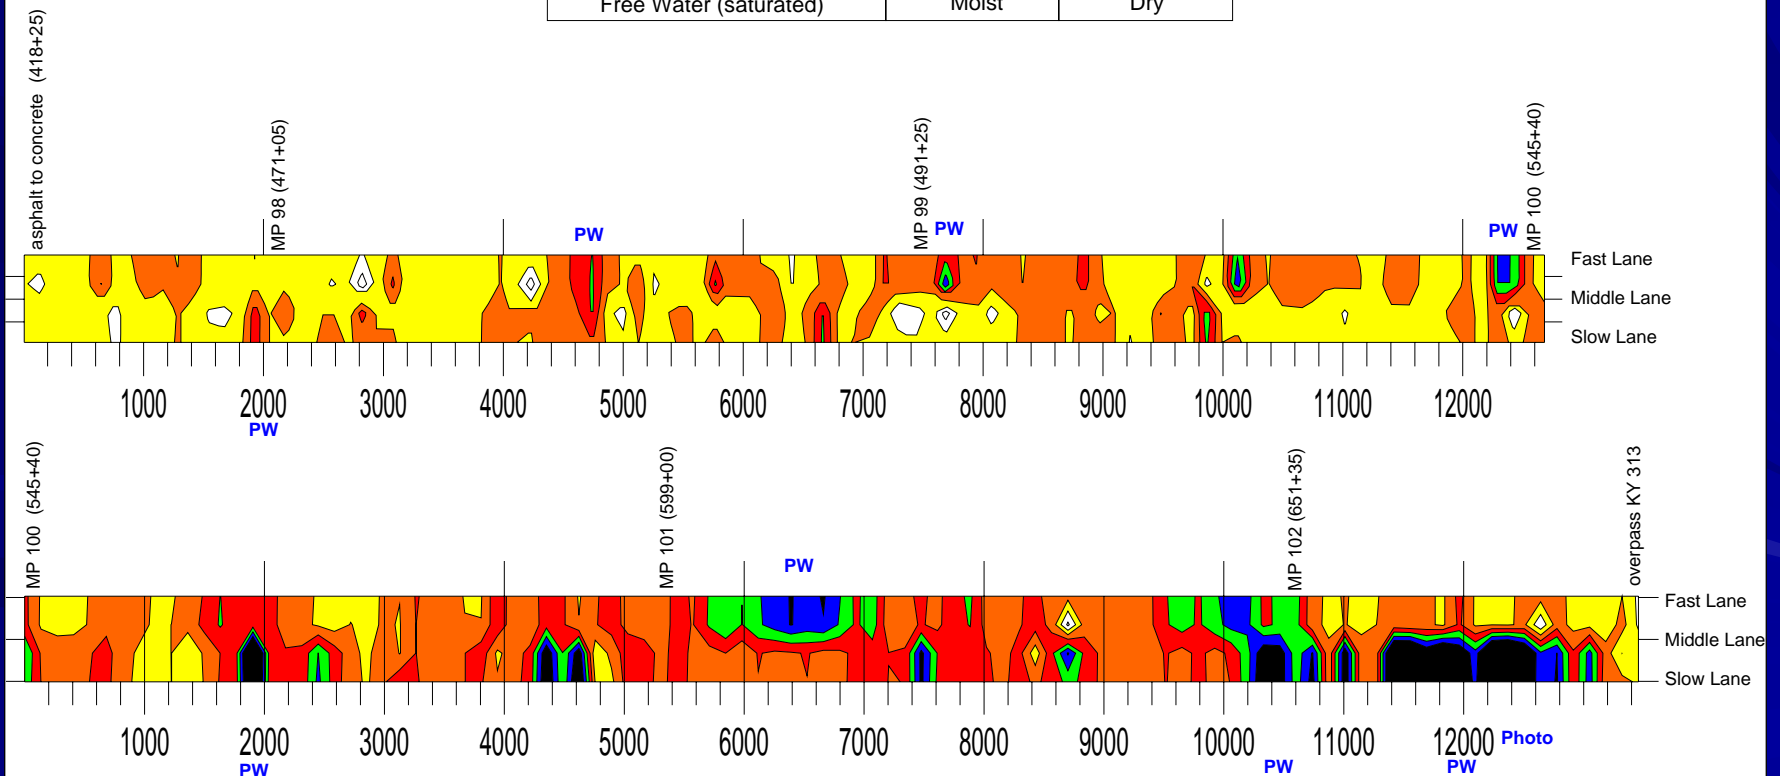 Free Water (saturated) Moist Dry
asphalt to concrete (418+25)
MP 98 (471+05)
MP 99 (491+25)
MP 100 (545+40)
PW PW PW
Fast Lane
Middle Lane
Slow Lane
1000 2000 3000 4000 5000 6000 7000 8000 9000 10000 11000 12000
PW
MP 100 (545+40)
MP 101 (599+00)
MP 102 (651+35)
overpass KY 313
PW
Fast Lane
Middle Lane
Slow Lane
1000 2000 3000 4000 5000 6000 7000 8000 9000 10000 11000 12000 Photo
PW PW PW